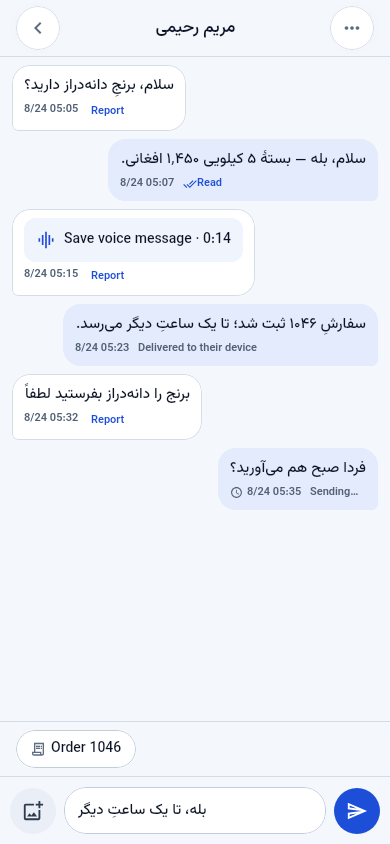 مریم رحیمی
سلام، برنجِ دانه‌دراز دارید؟
8/24 05:05 Report
سلام، بله — بستهٔ ۵ کیلویی ۱,۴۵۰ افغانی.
8/24 05:07 Read
Save voice message · 0:14
8/24 05:15 Report
سفارشِ ۱۰۴۶ ثبت شد؛ تا یک ساعتِ دیگر می‌رسد.
8/24 05:23 Delivered to their device
برنج را دانه‌دراز بفرستید لطفاً
8/24 05:32 Report
فردا صبح هم می‌آورید؟
8/24 05:35 Sending…
Order 1046
بله، تا یک ساعتِ دیگر